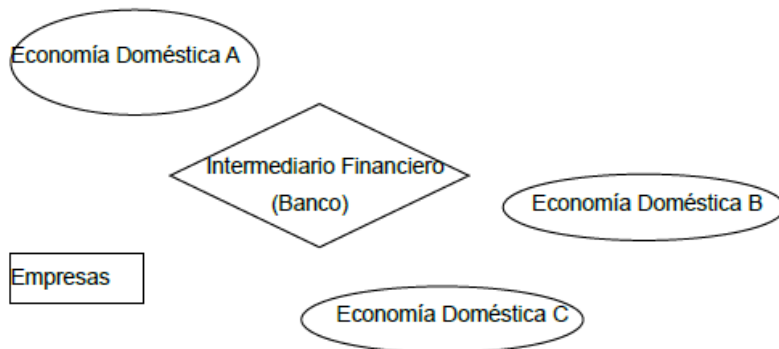 Economía Doméstica A
Intermediario Financiero
(Banco)
Economía Doméstica B
Empresas
Economía Doméstica C